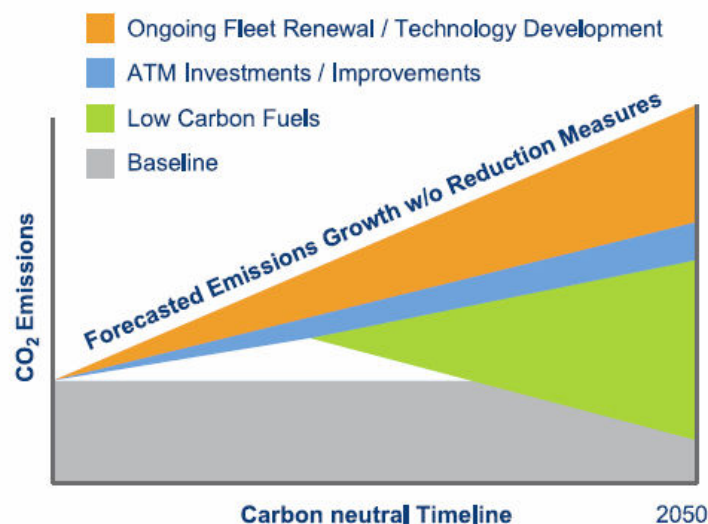 Ongoing Fleet Renewal / Technology Development
ATM Investments / Improvements
Low Carbon Fuels
Baseline
Forecasted Emissions Growth w/o Reduction Measures
CO₂ Emissions
Carbon neutral Timeline
2050